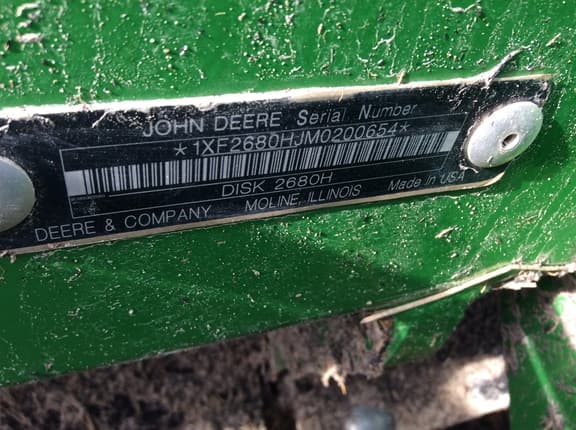 JOHN DEERE Serial Number
*1XF2680HJM0200654*
DISK 2680H
DEERE & COMPANY MOLINE, ILLINOIS Made In USA